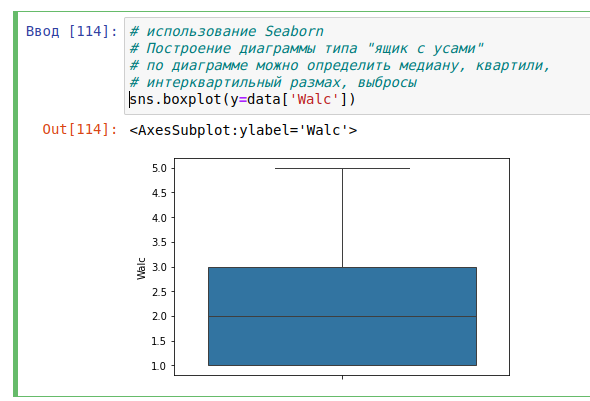 Ввод [114]: # использование Seaborn
# Построение диаграммы типа "ящик с усами"
# по диаграмме можно определить медиану, квартили,
# интерквартильный размах, выбросы
sns.boxplot(y=data['Walc'])
Out[114]: <AxesSubplot:ylabel='Walc'>
5.0
4.5
4.0
3.5
3.0
Walc
2.5
2.0
1.5
1.0